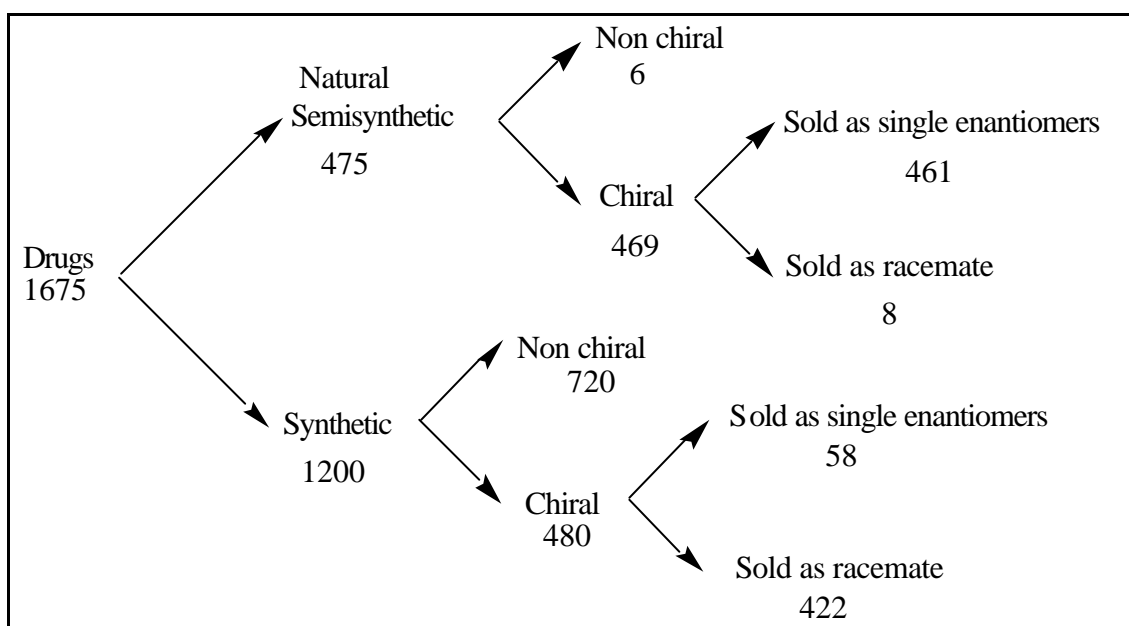 Non chiral
6
Natural
Semisynthetic
475
Sold as single enantiomers
461
Chiral
469
Drugs
1675
Sold as racemate
8
Non chiral
720
Synthetic
1200
Sold as single enantiomers
58
Chiral
480
Sold as racemate
422